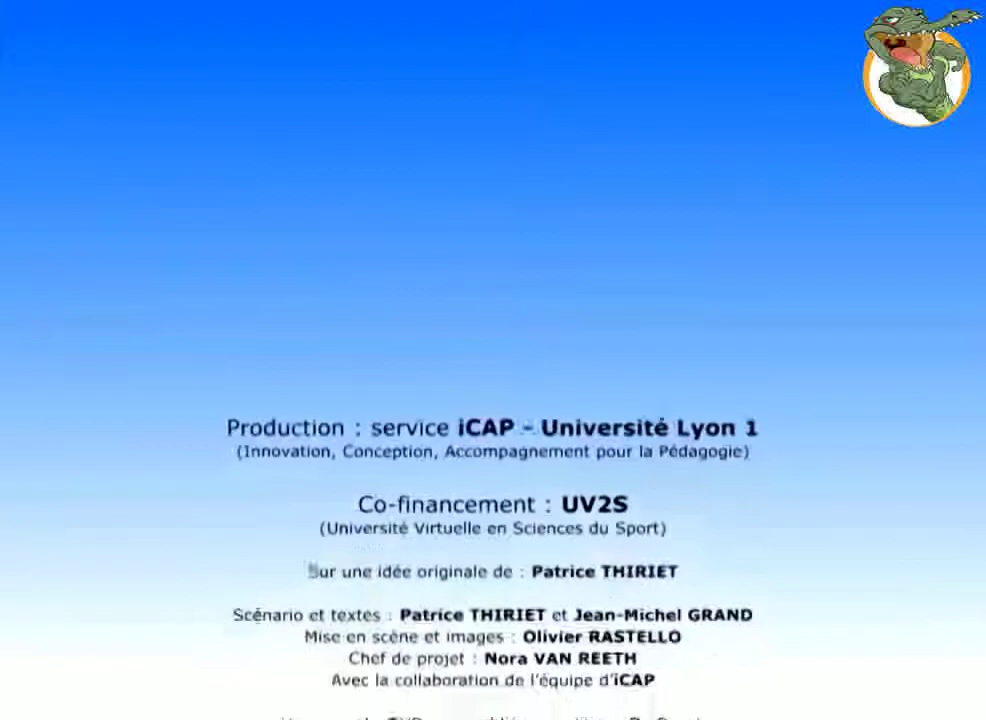 Production : service iCAP - Université Lyon 1
(Innovation, Conception, Accompagnement pour la Pédagogie)
Co-financement : UV2S
(Université Virtuelle en Sciences du Sport)
Sur une idée originale de : Patrice THIRIET
Scénario et textes : Patrice THIRIET et Jean-Michel GRAND
Mise en scène et images : Olivier RASTELLO
Chef de projet : Nora VAN REETH
Avec la collaboration de l'équipe d'iCAP